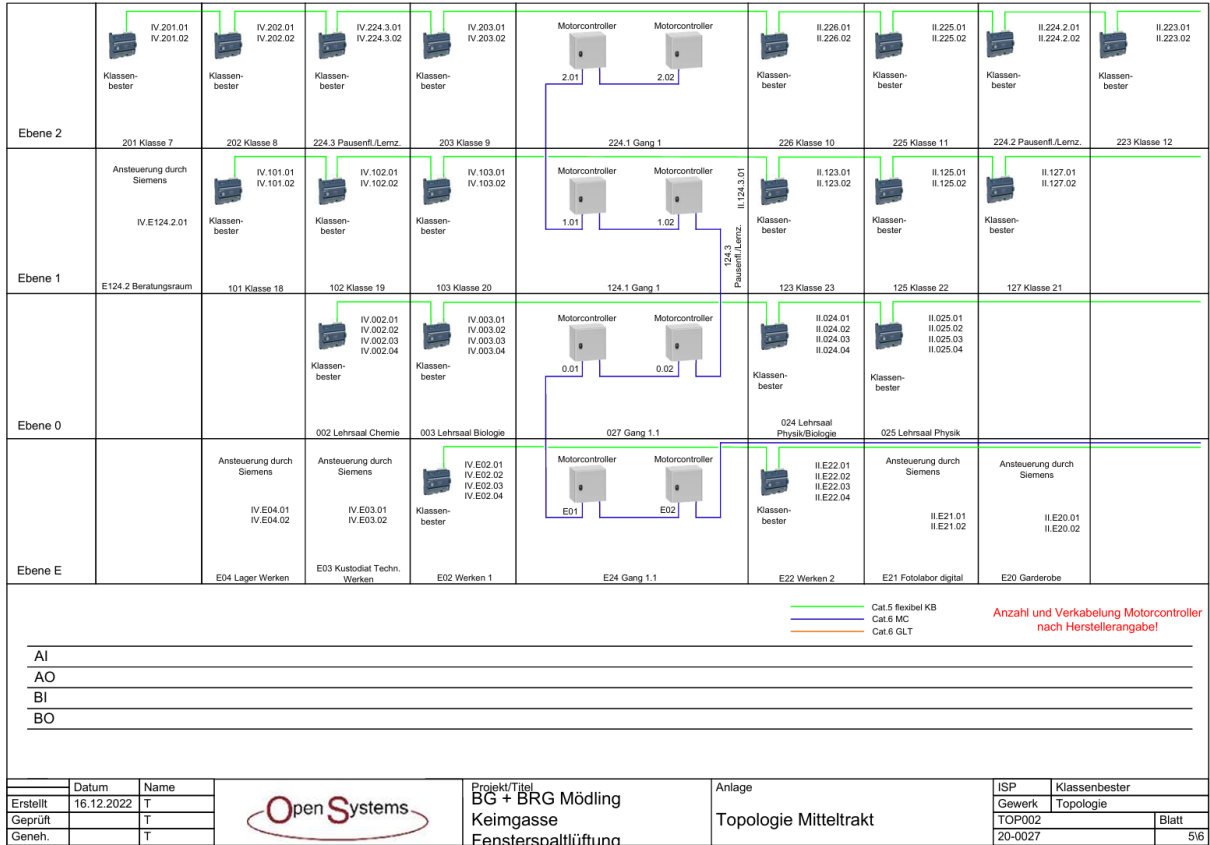 IV.201.01
IV.201.02
Klassen-
bester
201 Klasse 7
IV.202.01
IV.202.02
Klassen-
bester
202 Klasse 8
IV.224.3.01
IV.224.3.02
Klassen-
bester
224.3 Pausenfl./Lernz.
IV.203.01
IV.203.02
Klassen-
bester
203 Klasse 9
Motorcontroller
2.01
Motorcontroller
2.02
224.1 Gang 1
II.226.01
II.226.02
Klassen-
bester
226 Klasse 10
II.225.01
II.225.02
Klassen-
bester
225 Klasse 11
II.224.2.01
II.224.2.02
Klassen-
bester
224.2 Pausenfl./Lernz.
II.223.01
II.223.02
Klassen-
bester
223 Klasse 12
Ebene 2
Ansteuerung durch
Siemens
IV.E124.2.01
E124.2 Beratungsraum
IV.101.01
IV.101.02
Klassen-
bester
101 Klasse 18
IV.102.01
IV.102.02
Klassen-
bester
102 Klasse 19
IV.103.01
IV.103.02
Klassen-
bester
103 Klasse 20
Motorcontroller
1.01
Motorcontroller
1.02
124.1 Gang 1
II.124.3.01
124.3
Pausenfl./Lernz.
II.123.01
II.123.02
Klassen-
bester
123 Klasse 23
II.125.01
II.125.02
Klassen-
bester
125 Klasse 22
II.127.01
II.127.02
Klassen-
bester
127 Klasse 21
Ebene 1
IV.002.01
IV.002.02
IV.002.03
IV.002.04
Klassen-
bester
002 Lehrsaal Chemie
IV.003.01
IV.003.02
IV.003.03
IV.003.04
Klassen-
bester
003 Lehrsaal Biologie
Motorcontroller
0.01
Motorcontroller
0.02
027 Gang 1.1
II.024.01
II.024.02
II.024.03
II.024.04
Klassen-
bester
024 Lehrsaal
Physik/Biologie
II.025.01
II.025.02
II.025.03
II.025.04
Klassen-
bester
025 Lehrsaal Physik
Ebene 0
Ansteuerung durch
Siemens
IV.E04.01
IV.E04.02
E04 Lager Werken
Ansteuerung durch
Siemens
IV.E03.01
IV.E03.02
E03 Kustodiat Techn.
Werken
IV.E02.01
IV.E02.02
IV.E02.03
IV.E02.04
Klassen-
bester
E02 Werken 1
Motorcontroller
E01
Motorcontroller
E02
E24 Gang 1.1
II.E22.01
II.E22.02
II.E22.03
II.E22.04
Klassen-
bester
E22 Werken 2
Ansteuerung durch
Siemens
II.E21.01
II.E21.02
E21 Fotolabor digital
Ansteuerung durch
Siemens
II.E20.01
II.E20.02
E20 Garderobe
Ebene E
Cat.5 flexibel KB
Cat.6 MC
Cat.6 GLT
Anzahl und Verkabelung Motorcontroller
nach Herstellerangabe!
AI
AO
BI
BO
Datum Name
Erstellt 16.12.2022 T
Geprüft T
Geneh. T
Open Systems
Projekt/Titel
BG + BRG Mödling
Keimgasse
Fensterspaltlüftung
Anlage
Topologie Mitteltrakt
ISP Klassenbester
Gewerk Topologie
TOP002 Blatt
20-0027 5\6